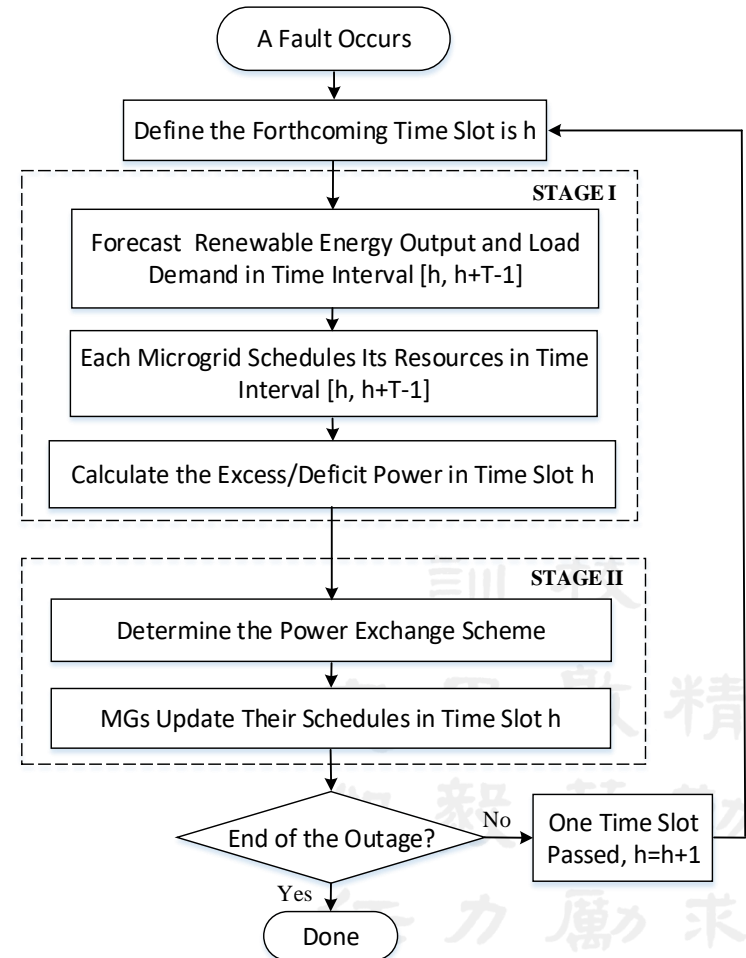 A Fault Occurs
Define the Forthcoming Time Slot is h
STAGE I
Forecast Renewable Energy Output and Load
Demand in Time Interval [h, h+T-1]
Each Microgrid Schedules Its Resources in Time
Interval [h, h+T-1]
Calculate the Excess/Deficit Power in Time Slot h
STAGE II
Determine the Power Exchange Scheme
MGs Update Their Schedules in Time Slot h
End of the Outage?
No
One Time Slot
Passed, h=h+1
Yes
Done